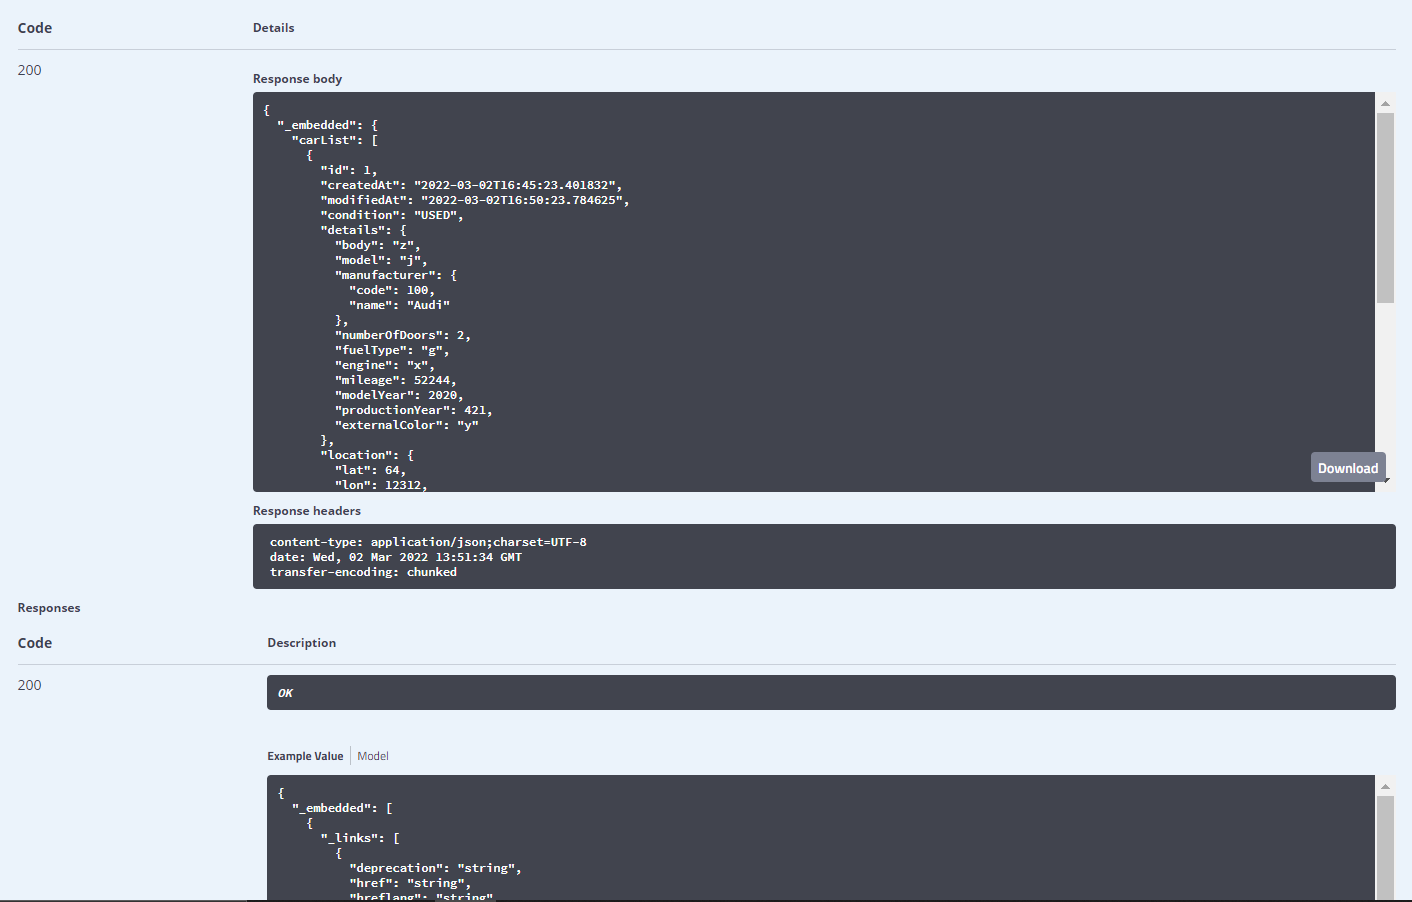 Code Details
200
Response body
{
  "_embedded": {
    "carList": [
      {
        "id": 1,
        "createdAt": "2022-03-02T16:45:23.401832",
        "modifiedAt": "2022-03-02T16:50:23.784625",
        "condition": "USED",
        "details": {
          "body": "z",
          "model": "j",
          "manufacturer": {
            "code": 100,
            "name": "Audi"
          },
          "numberOfDoors": 2,
          "fuelType": "g",
          "engine": "x",
          "mileage": 52244,
          "modelYear": 2020,
          "productionYear": 421,
          "externalColor": "y"
        },
        "location": {
          "lat": 64,
          "lon": 12312,
Download
Response headers
content-type: application/json;charset=UTF-8
date: Wed, 02 Mar 2022 13:51:34 GMT
transfer-encoding: chunked
Responses
Code Description
200
OK
Example Value Model
{
  "_embedded": [
    {
      "_links": [
        {
          "deprecation": "string",
          "href": "string",
          "hreflang": "string",